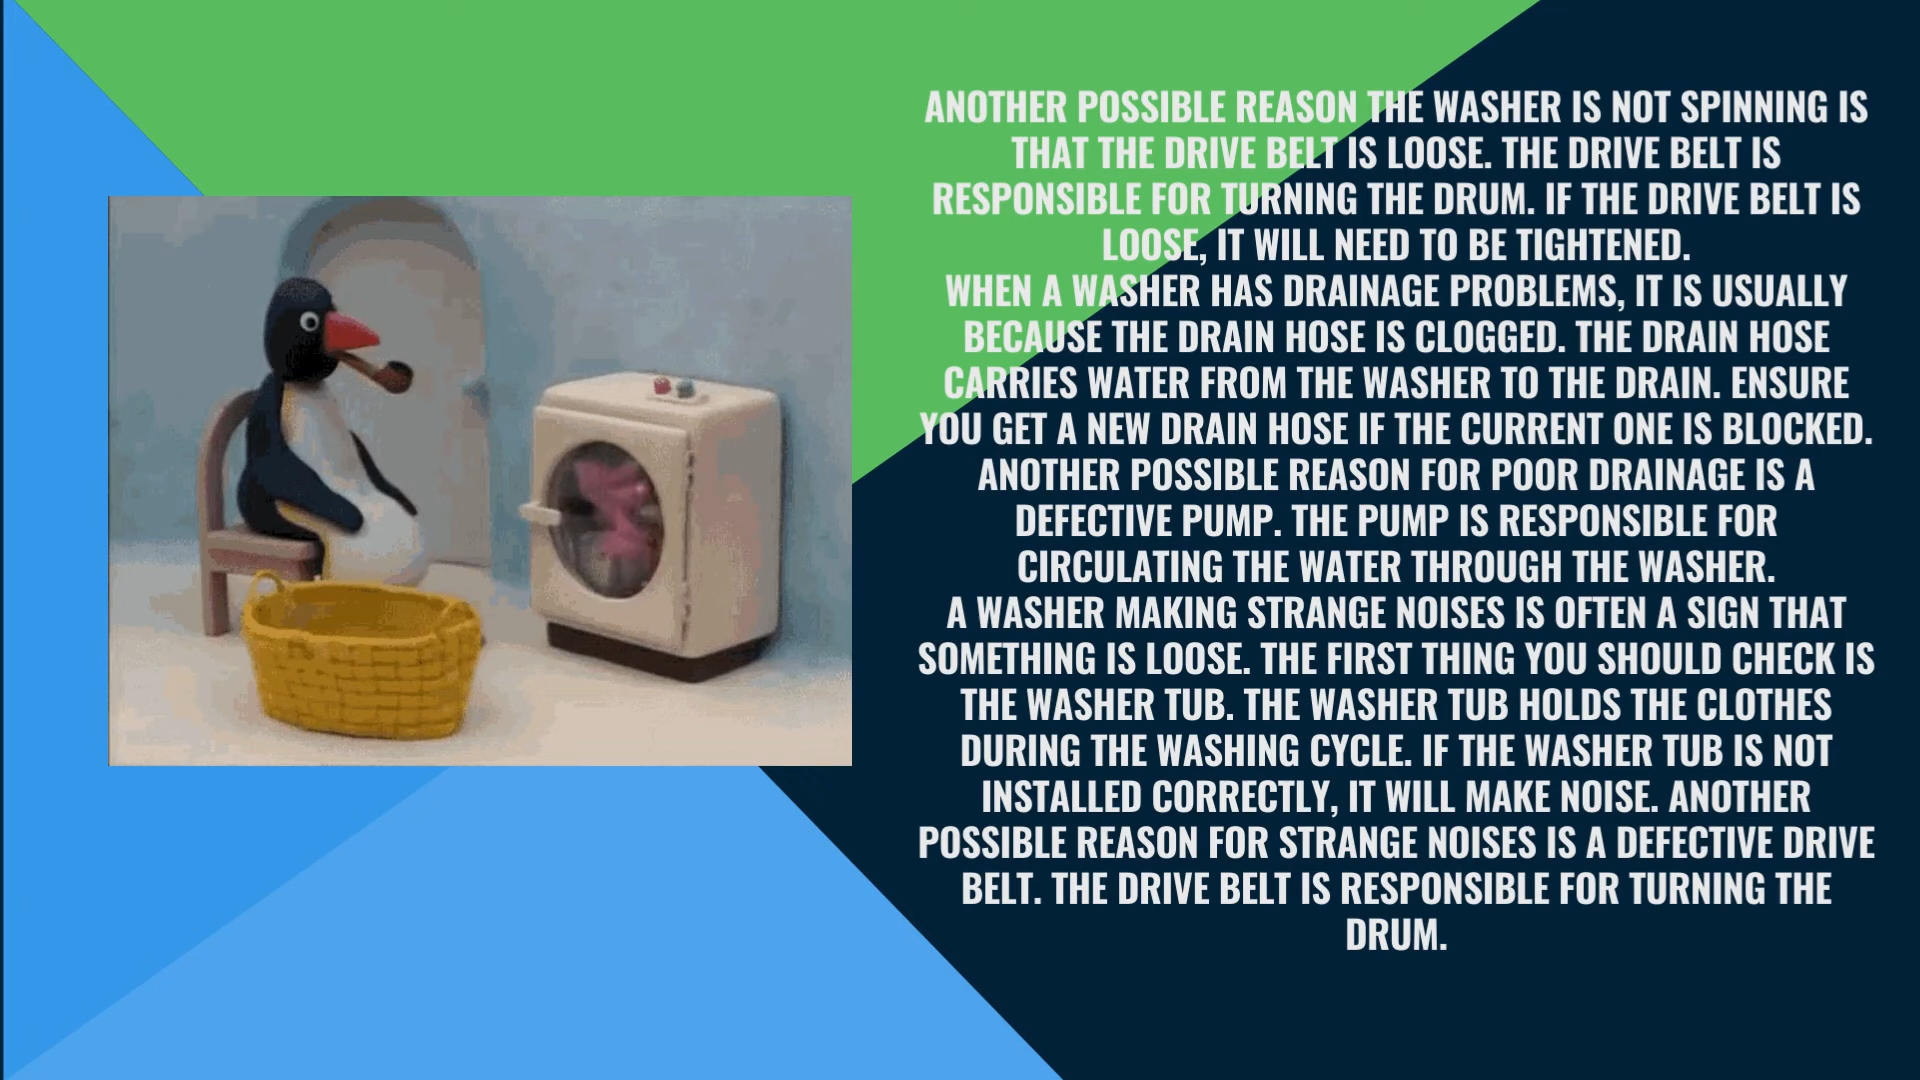 ANOTHER POSSIBLE REASON THE WASHER IS NOT SPINNING IS
THAT THE DRIVE BELT IS LOOSE. THE DRIVE BELT IS
RESPONSIBLE FOR TURNING THE DRUM. IF THE DRIVE BELT IS
LOOSE, IT WILL NEED TO BE TIGHTENED.
WHEN A WASHER HAS DRAINAGE PROBLEMS, IT IS USUALLY
BECAUSE THE DRAIN HOSE IS CLOGGED. THE DRAIN HOSE
CARRIES WATER FROM THE WASHER TO THE DRAIN. ENSURE
YOU GET A NEW DRAIN HOSE IF THE CURRENT ONE IS BLOCKED.
ANOTHER POSSIBLE REASON FOR POOR DRAINAGE IS A
DEFECTIVE PUMP. THE PUMP IS RESPONSIBLE FOR
CIRCULATING THE WATER THROUGH THE WASHER.
A WASHER MAKING STRANGE NOISES IS OFTEN A SIGN THAT
SOMETHING IS LOOSE. THE FIRST THING YOU SHOULD CHECK IS
THE WASHER TUB. THE WASHER TUB HOLDS THE CLOTHES
DURING THE WASHING CYCLE. IF THE WASHER TUB IS NOT
INSTALLED CORRECTLY, IT WILL MAKE NOISE. ANOTHER
POSSIBLE REASON FOR STRANGE NOISES IS A DEFECTIVE DRIVE
BELT. THE DRIVE BELT IS RESPONSIBLE FOR TURNING THE
DRUM.